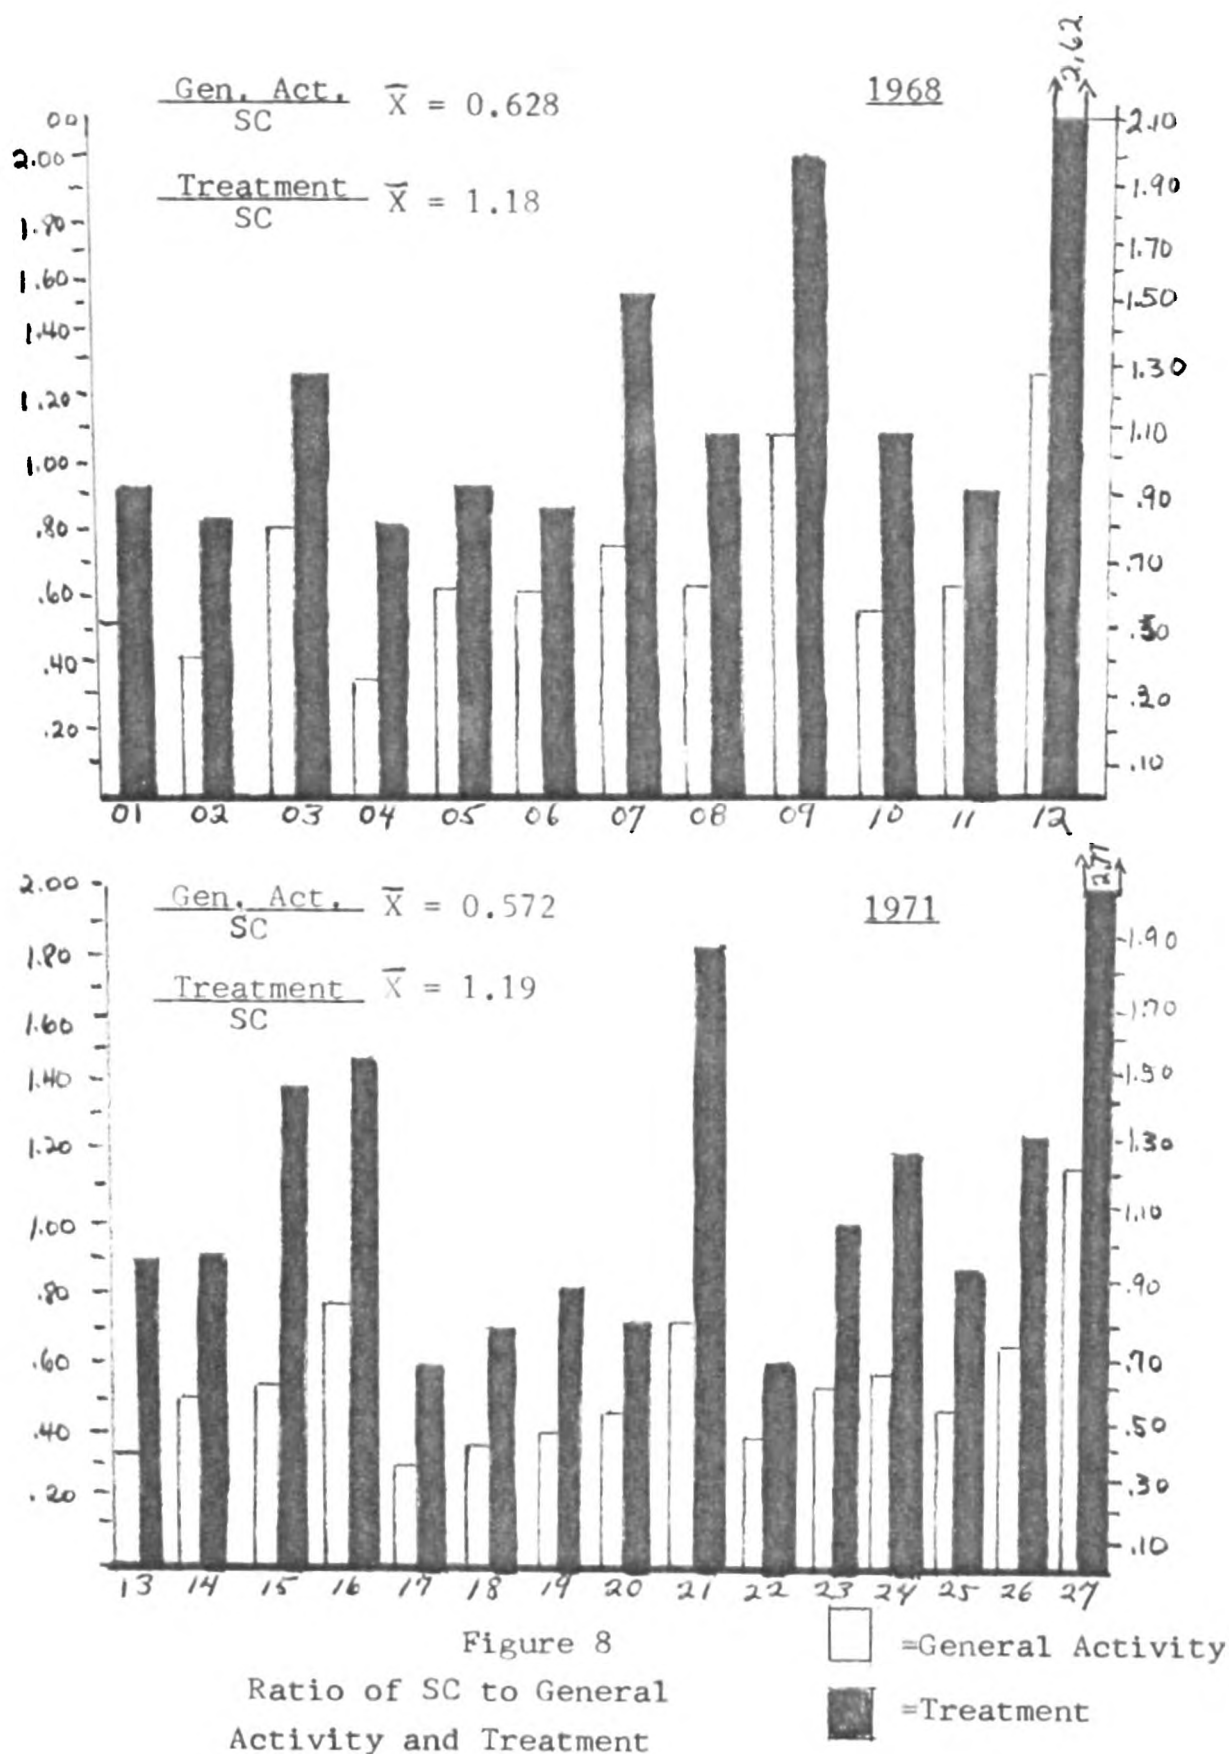 2.62
Gen. Act.
SC
X̄ = 0.628
1968
Treatment
SC
X̄ = 1.18
00
2.00
1.80
1.60
1.40
1.20
1.00
.80
.60
.40
.20
2.10
1.90
1.70
1.50
1.30
1.10
.90
.70
.50
.20
.10
01 02 03 04 05 06 07 08 09 10 11 12
Gen. Act.
SC
X̄ = 0.572
1971
Treatment
SC
X̄ = 1.19
2.00
1.80
1.60
1.40
1.20
1.00
.80
.60
.40
.20
1.90
1.70
1.50
1.30
1.10
.90
.70
.50
.30
.10
13 14 15 16 17 18 19 20 21 22 23 24 25 26 27
Figure 8
Ratio of SC to General
Activity and Treatment
=General Activity
=Treatment